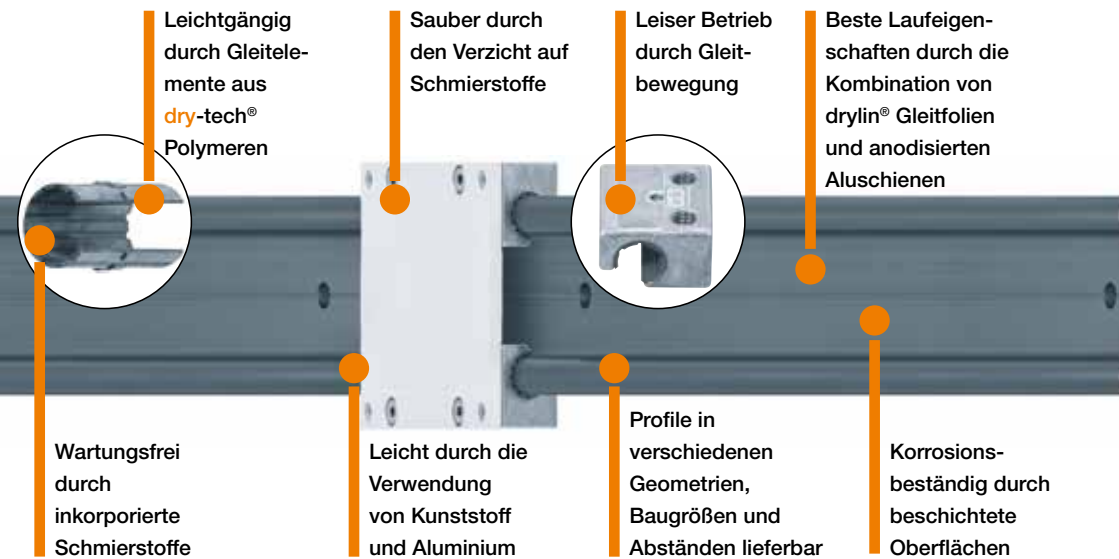 Leichtgängig
durch Gleitele-
mente aus
dry-tech®
Polymeren
Sauber durch
den Verzicht auf
Schmierstoffe
Leiser Betrieb
durch Gleit-
bewegung
Beste Laufeigen-
schaften durch die
Kombination von
drylin® Gleitfolien
und anodisierten
Aluschienen
Wartungsfrei
durch
inkorporierte
Schmierstoffe
Leicht durch die
Verwendung
von Kunststoff
und Aluminium
Profile in
verschiedenen
Geometrien,
Baugrößen und
Abständen lieferbar
Korrosions-
beständig durch
beschichtete
Oberflächen